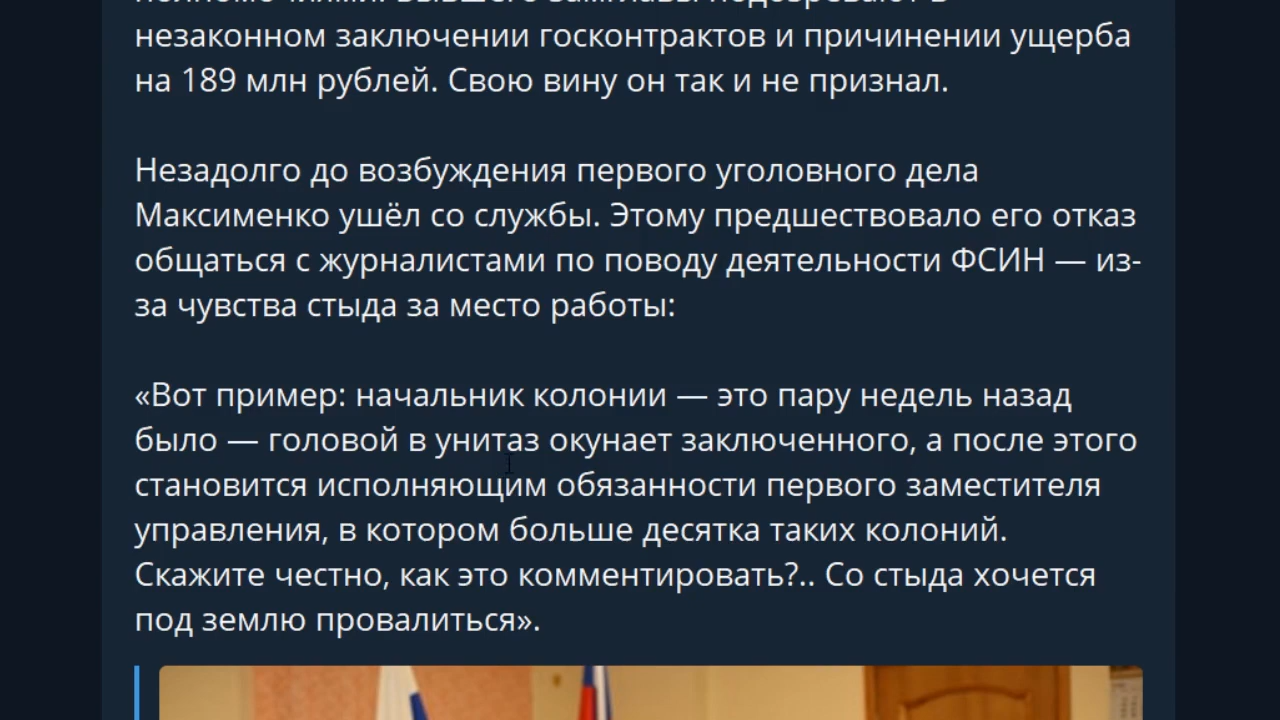 незаконном заключении госконтрактов и причинении ущерба
на 189 млн рублей. Свою вину он так и не признал.
Незадолго до возбуждения первого уголовного дела
Максименко ушёл со службы. Этому предшествовало его отказ
общаться с журналистами по поводу деятельности ФСИН — из-
за чувства стыда за место работы:
«Вот пример: начальник колонии — это пару недель назад
было — головой в унитаз окунает заключенного, а после этого
становится исполняющим обязанности первого заместителя
управления, в котором больше десятка таких колоний.
Скажите честно, как это комментировать?.. Со стыда хочется
под землю провалиться».